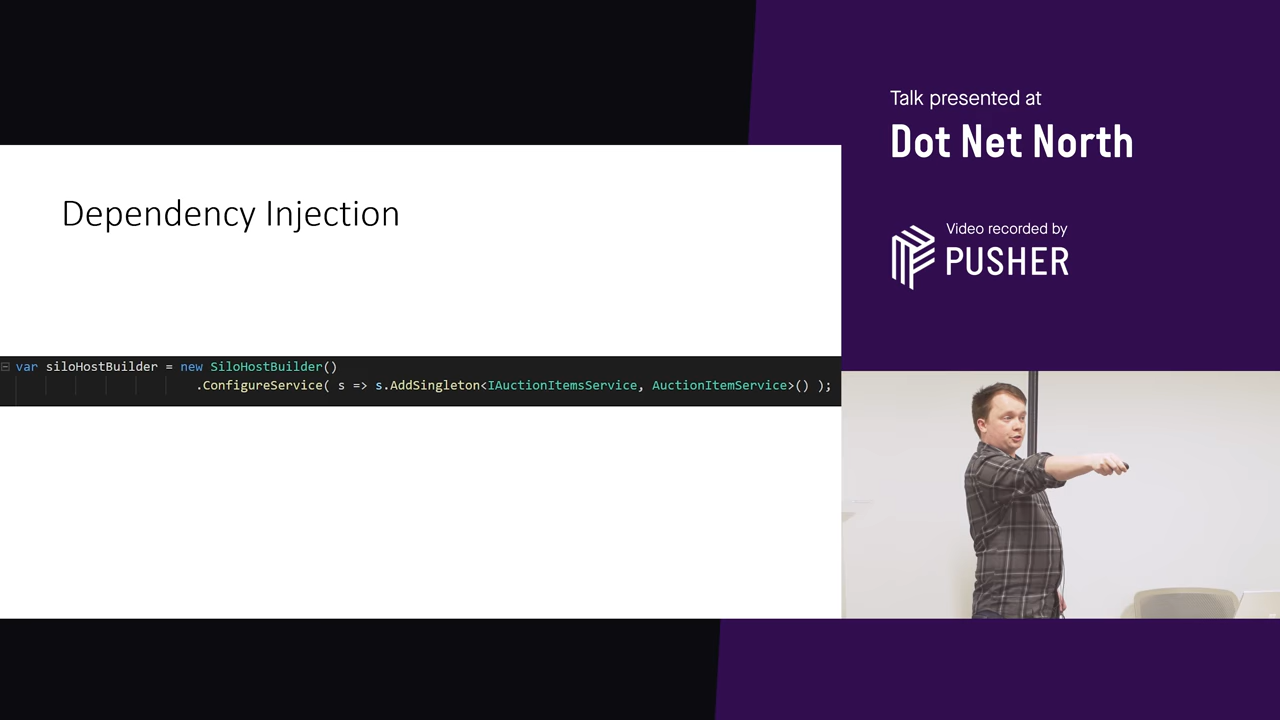 Talk presented at
Dot Net North
Video recorded by
PUSHER
Dependency Injection
var siloHostBuilder = new SiloHostBuilder()
.ConfigureService( s => s.AddSingleton<IAuctionItemsService, AuctionItemService>() );